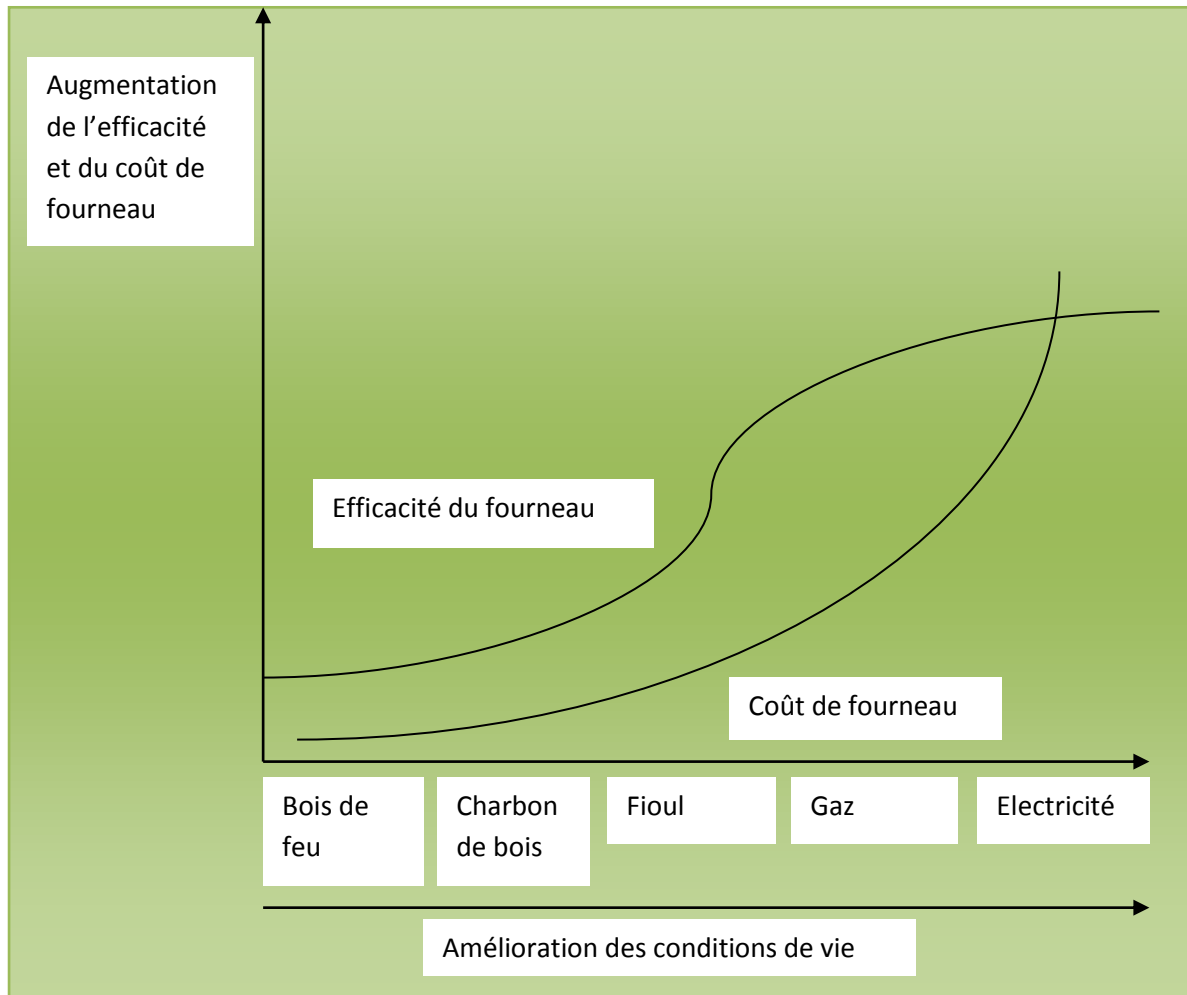 Augmentation
de l’efficacité
et du coût de
fourneau
Efficacité du fourneau
Coût de fourneau
Bois de
feu
Charbon
de bois
Fioul
Gaz
Electricité
Amélioration des conditions de vie